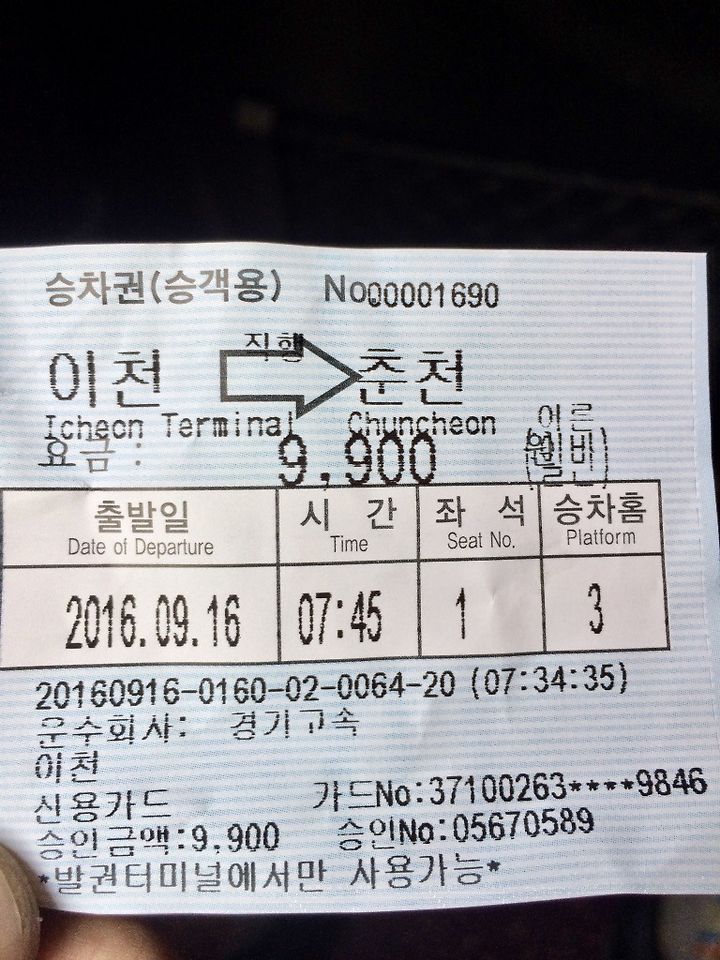 승차권(승객용) No.00001690
직행
이천 춘천
Icheon Terminal Chuncheon
어른
요금: 9,900
출발일 시 간 좌 석 승차홈
Date of Departure Time Seat No. Platform
2016.09.16 07:45 1 3
20160916-0160-02-0064-20 (07:34:35)
운수회사: 경기고속
이천
신용카드 카드No:37100263****9846
승인금액:9,900 승인No:05670589
*발권터미널에서만 사용가능*